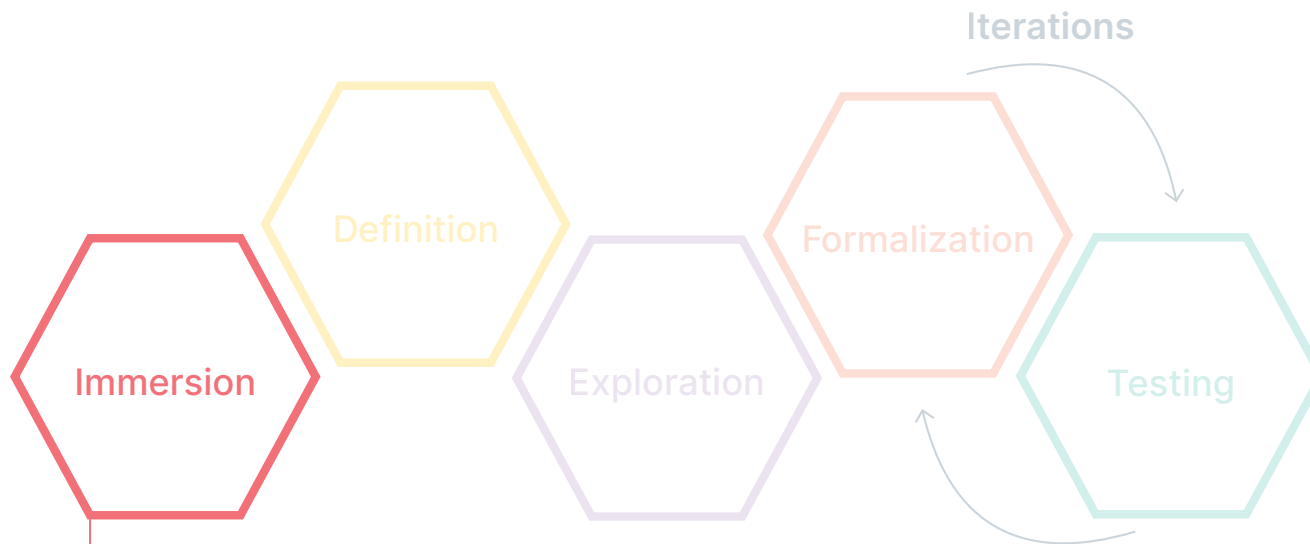 Iterations
Definition
Formalization
Immersion
Exploration
Testing